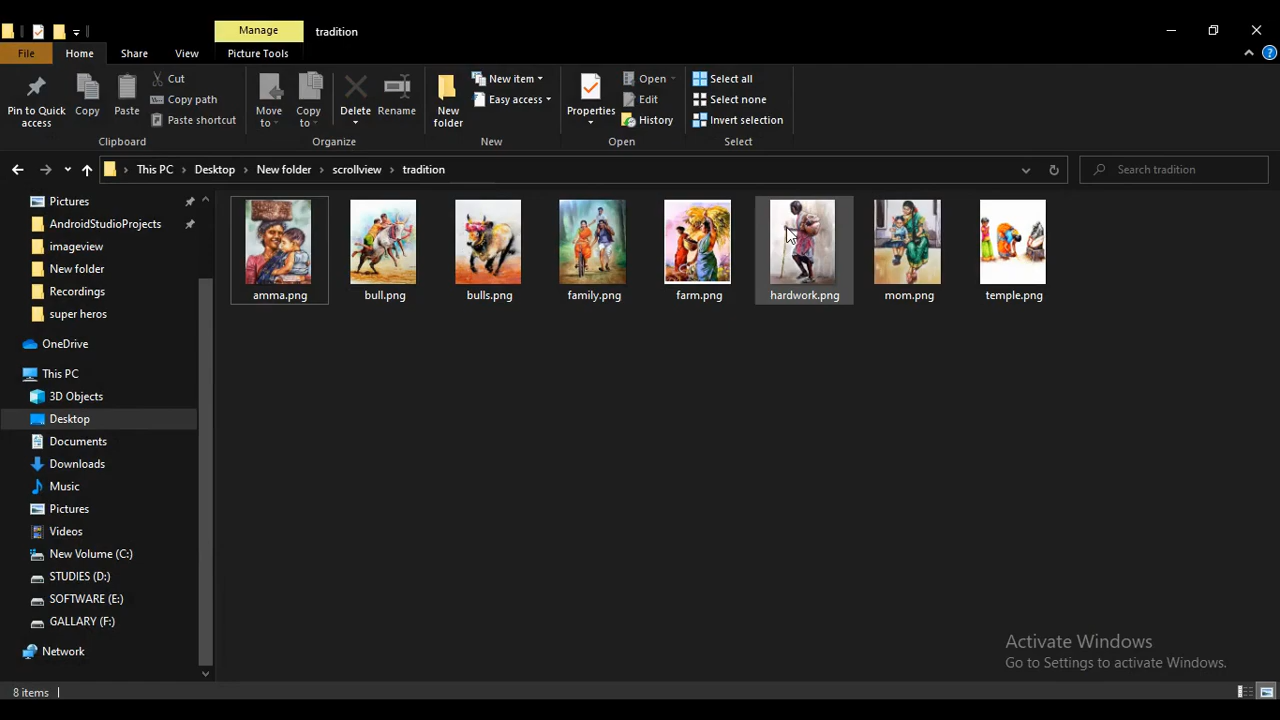 Manage
tradition
File
Home
Share
View
Picture Tools
Pin to Quick access
Copy
Paste
Cut
Copy path
Paste shortcut
Clipboard
Move to
Copy to
Delete
Rename
Organize
New folder
New item
Easy access
New
Properties
Open
Edit
History
Open
Select all
Select none
Invert selection
Select
This PC
Desktop
New folder
scrollview
tradition
Search tradition
Pictures
AndroidStudioProjects
imageview
New folder
Recordings
super heros
OneDrive
This PC
3D Objects
Desktop
Documents
Downloads
Music
Pictures
Videos
New Volume (C:)
STUDIES (D:)
SOFTWARE (E:)
GALLARY (F:)
Network
amma.png
bull.png
bulls.png
family.png
farm.png
hardwork.png
mom.png
temple.png
Activate Windows
Go to Settings to activate Windows.
8 items